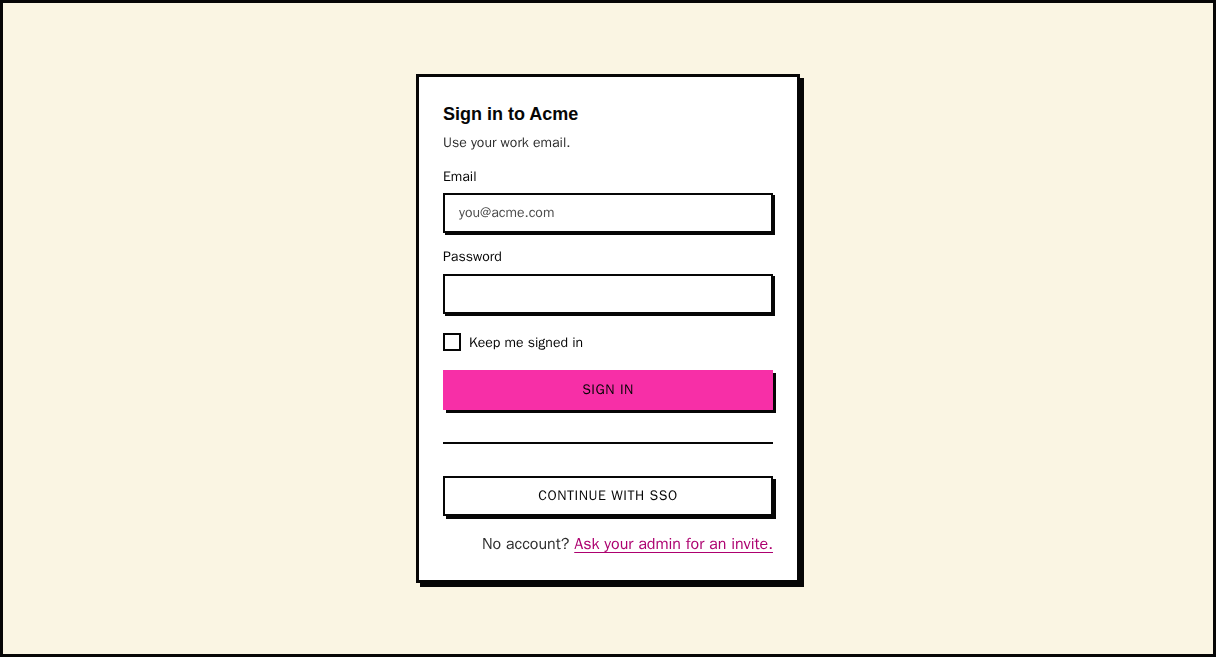 Sign in to Acme
Use your work email.
Email
you@acme.com
Password
Keep me signed in
SIGN IN
CONTINUE WITH SSO
No account? Ask your admin for an invite.